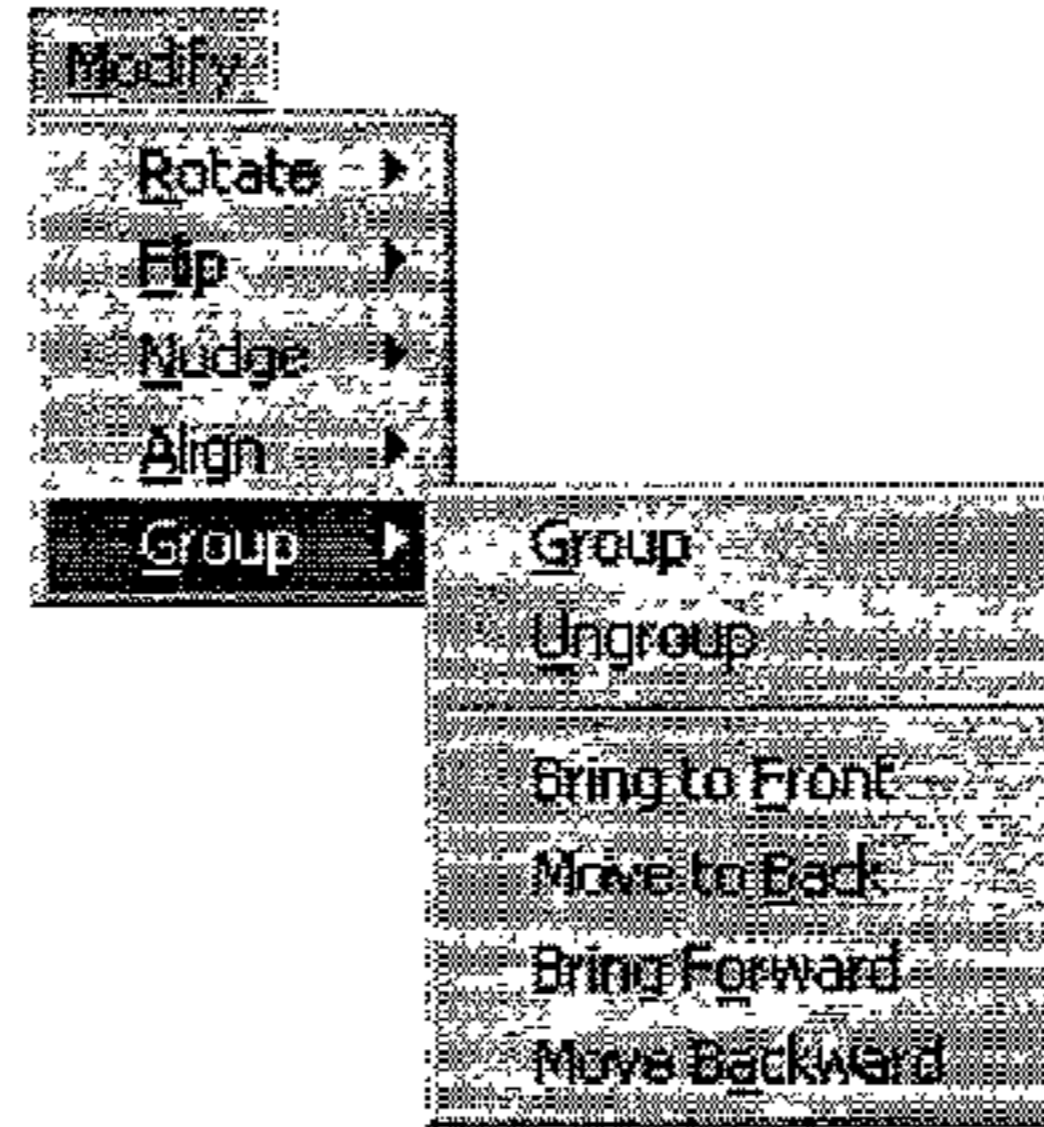 Modify
Rotate
Flip
Nudge
Align
Group
Group
Ungroup
Bring to Front
Move to Back
Bring Forward
Move Backward